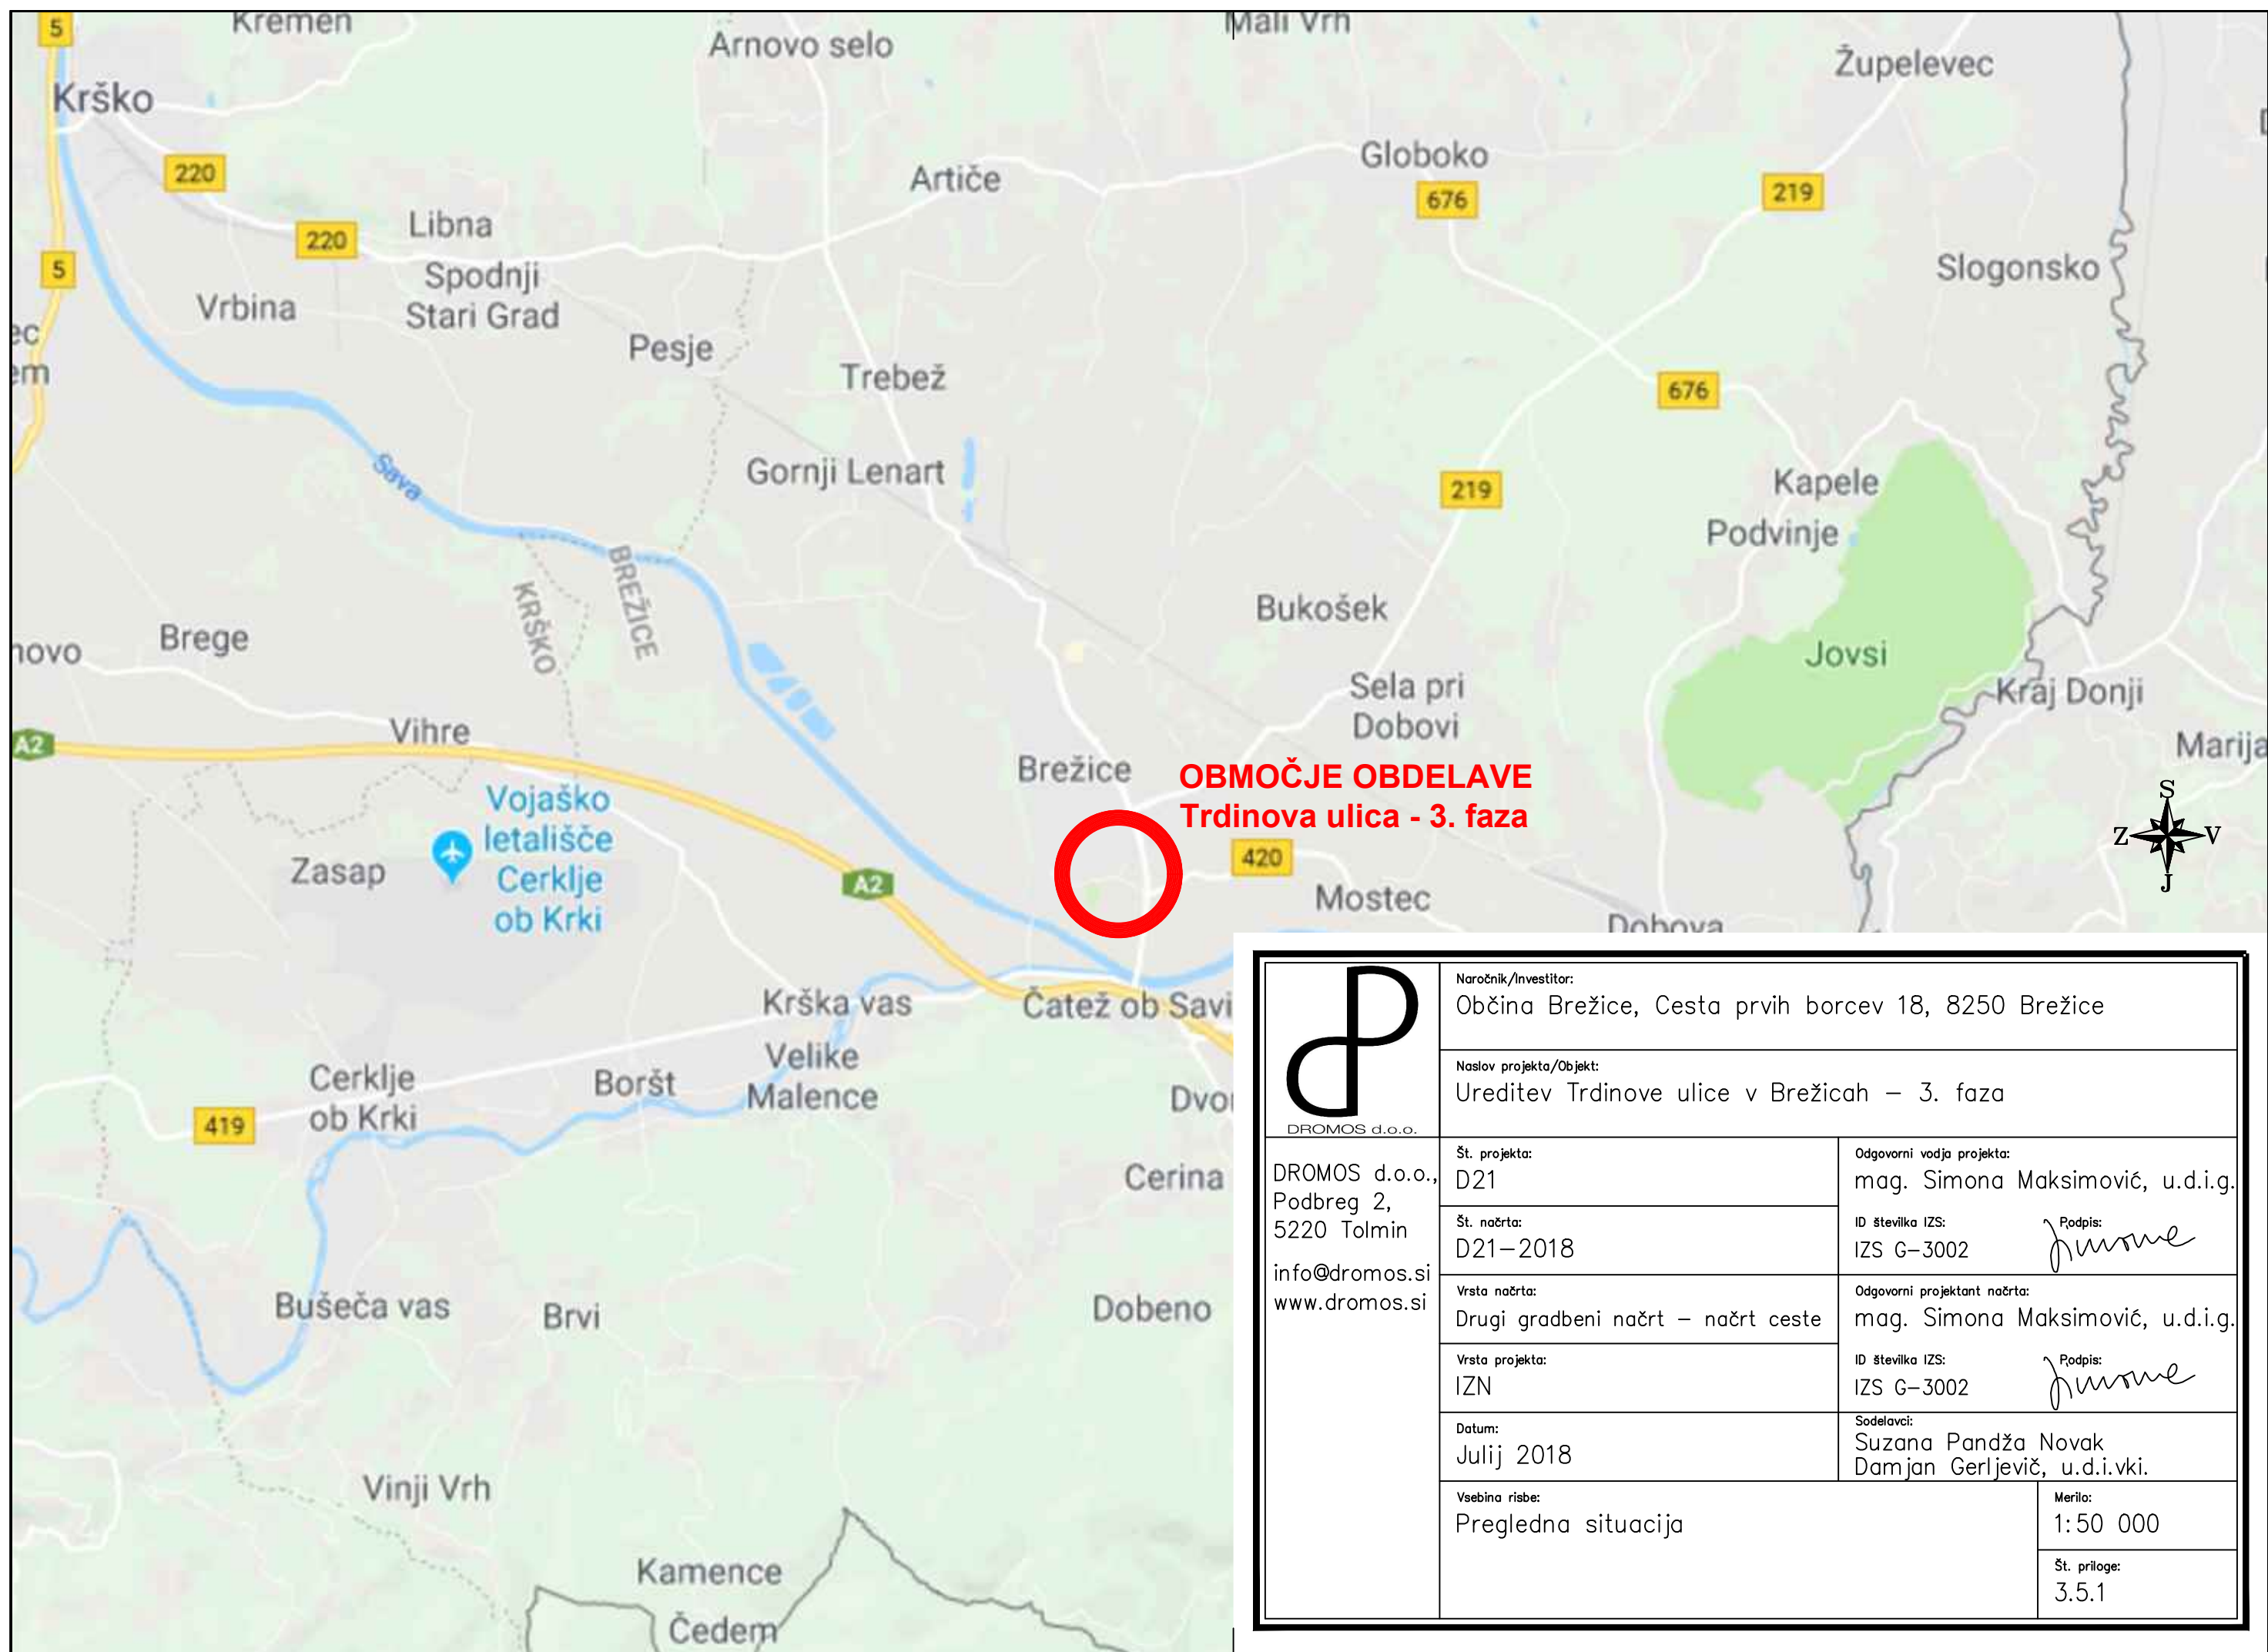 5
Kremen
Arnovo selo
Mali Vrh
Župelevec
Krško
220
Globoko
Artiče
676
219
Libna
220
5
Spodnji
Stari Grad
Slogonsko
Vrbina
ec
em
Pesje
Trebež
676
Sava
Gornji Lenart
219
Kapele
Podvinje
KRŠKO
BREŽICE
Bukošek
novo
Brege
Jovsi
Sela pri
Dobovi
Kraj Donji
Vihre
A2
Marija
Brežice
OBMOČJE OBDELAVE
Trdinova ulica - 3. faza
S
Z
V
J
Vojaško
letališče
Cerklje
ob Krki
Zasap
A2
420
Mostec
Dobova
Krška vas
Čatež ob Savi
Velike
Malence
Cerklje
ob Krki
Boršt
419
Dvor
Cerina
Bušeča vas
Brvi
Dobeno
Vinji Vrh
Kamence
Čedem
DROMOS d.o.o.
DROMOS d.o.o.,
Podbreg 2,
5220 Tolmin
info@dromos.si
www.dromos.si
Naročnik/Investitor:
Občina Brežice, Cesta prvih borcev 18, 8250 Brežice
Naslov projekta/Objekt:
Ureditev Trdinove ulice v Brežicah – 3. faza
Št. projekta:
D21
Odgovorni vodja projekta:
mag. Simona Maksimović, u.d.i.g.
Št. načrta:
D21–2018
ID številka IZS:
IZS G–3002
Podpis:
Vrsta načrta:
Drugi gradbeni načrt – načrt ceste
Odgovorni projektant načrta:
mag. Simona Maksimović, u.d.i.g.
Vrsta projekta:
IZN
ID številka IZS:
IZS G–3002
Podpis:
Datum:
Julij 2018
Sodelavci:
Suzana Pandža Novak
Damjan Gerljevič, u.d.i.vki.
Vsebina risbe:
Pregledna situacija
Merilo:
1:50 000
Št. priloge:
3.5.1